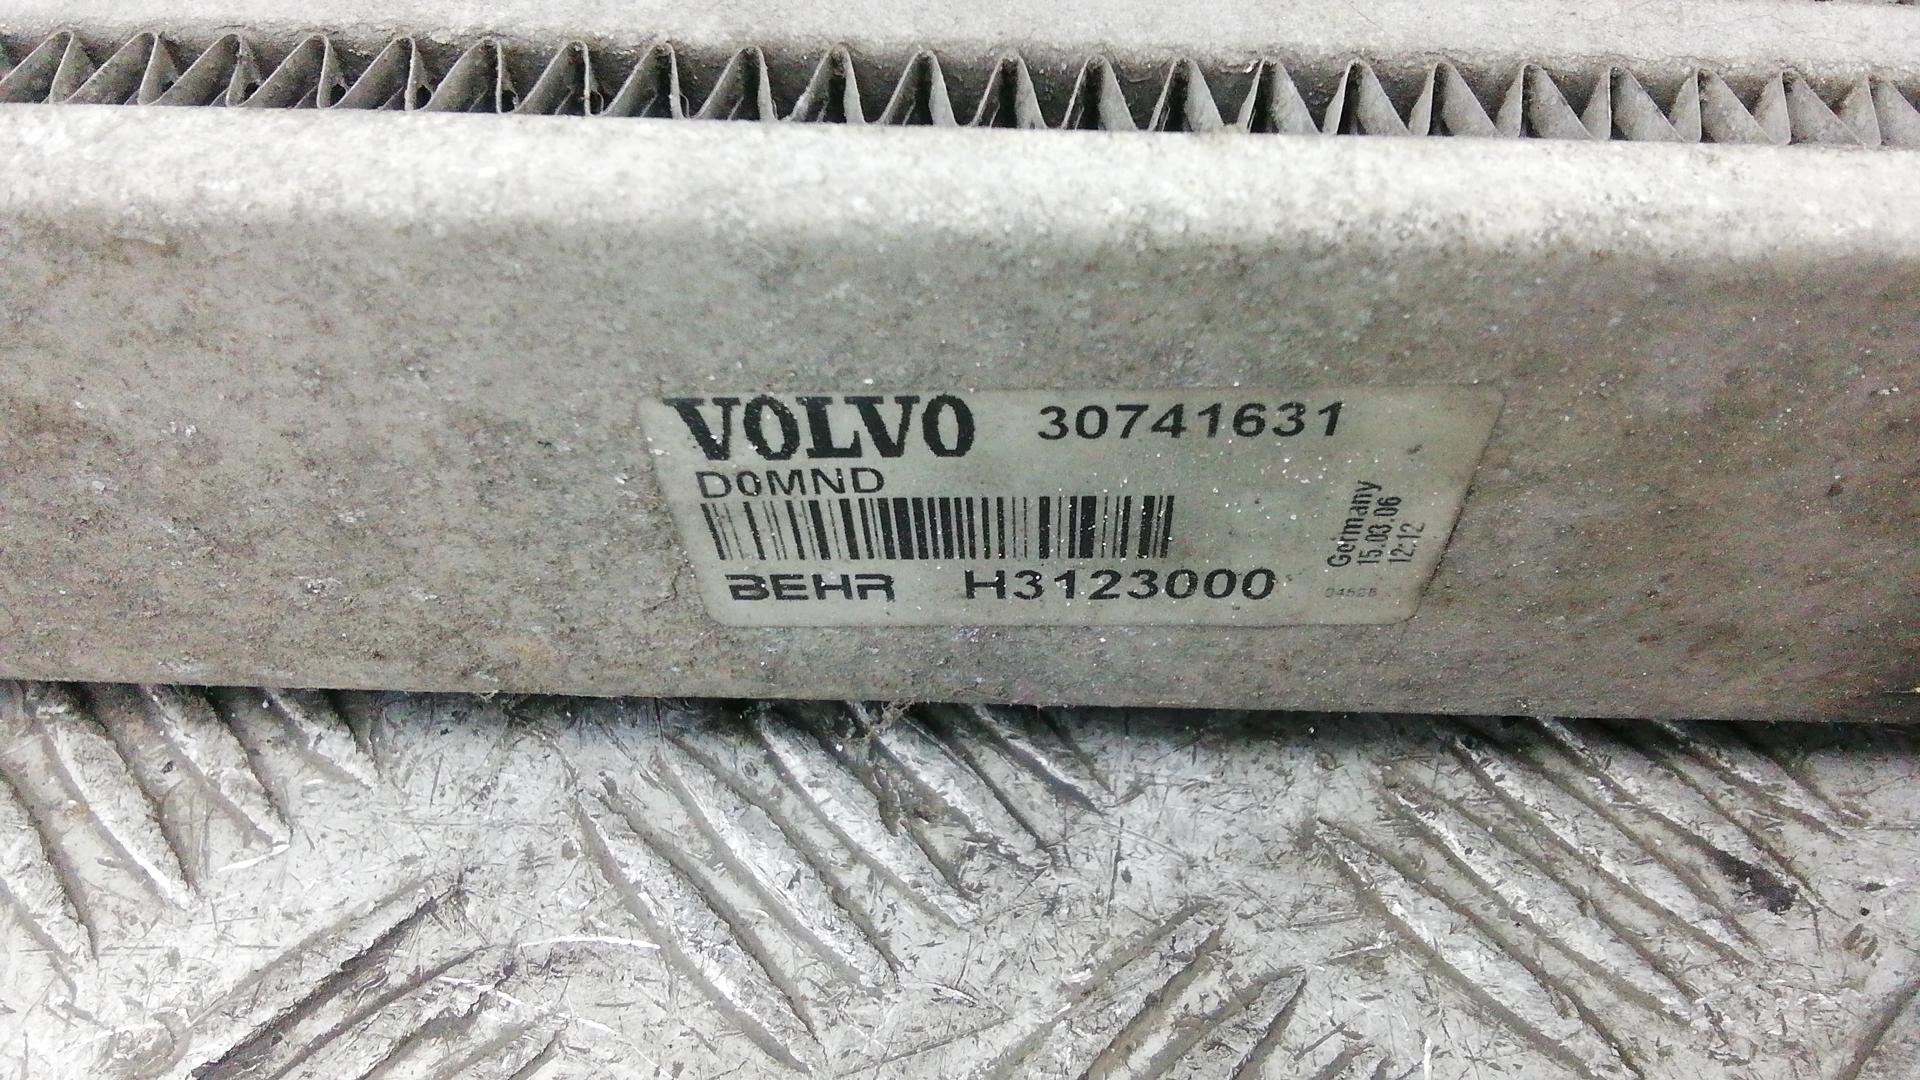 VOLVO 30741631
D0MND
BEHR H3123000
Germany
15.03.06
12:12